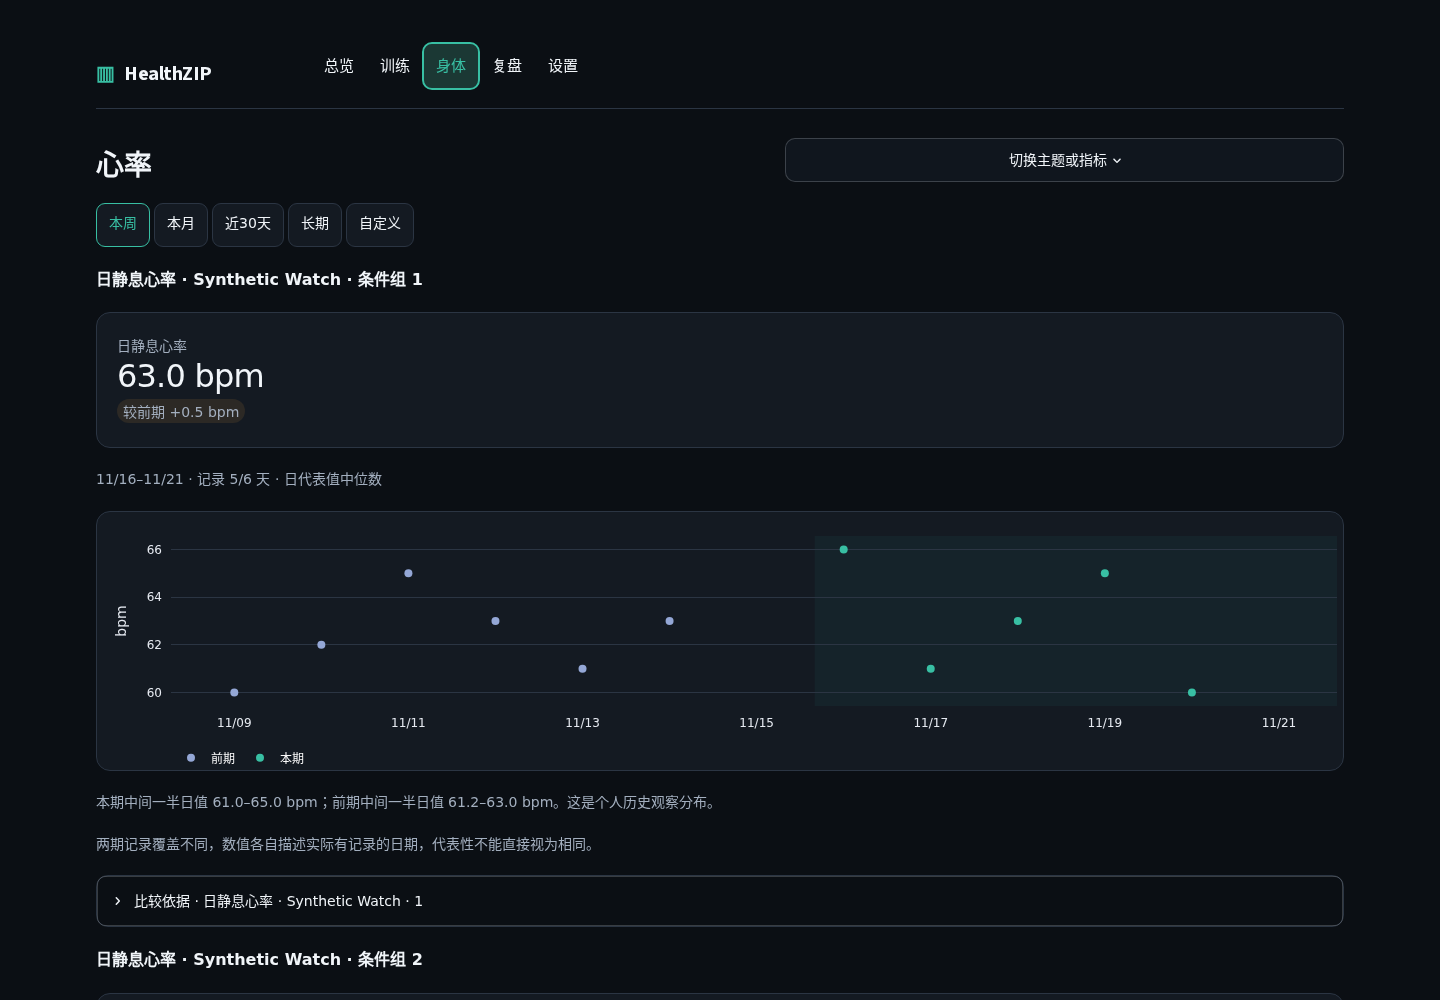 HealthZIP
总览 训练 身体 复盘 设置
心率
切换主题或指标
本周 本月 近30天 长期 自定义
日静息心率 · Synthetic Watch · 条件组 1
日静息心率
63.0 bpm
较前期 +0.5 bpm
11/16–11/21 · 记录 5/6 天 · 日代表值中位数
66
64
62
60
bpm
11/09 11/11 11/13 11/15 11/17 11/19 11/21
前期 本期
本期中间一半日值 61.0–65.0 bpm；前期中间一半日值 61.2–63.0 bpm。这是个人历史观察分布。
两期记录覆盖不同，数值各自描述实际有记录的日期，代表性不能直接视为相同。
比较依据 · 日静息心率 · Synthetic Watch · 1
日静息心率 · Synthetic Watch · 条件组 2